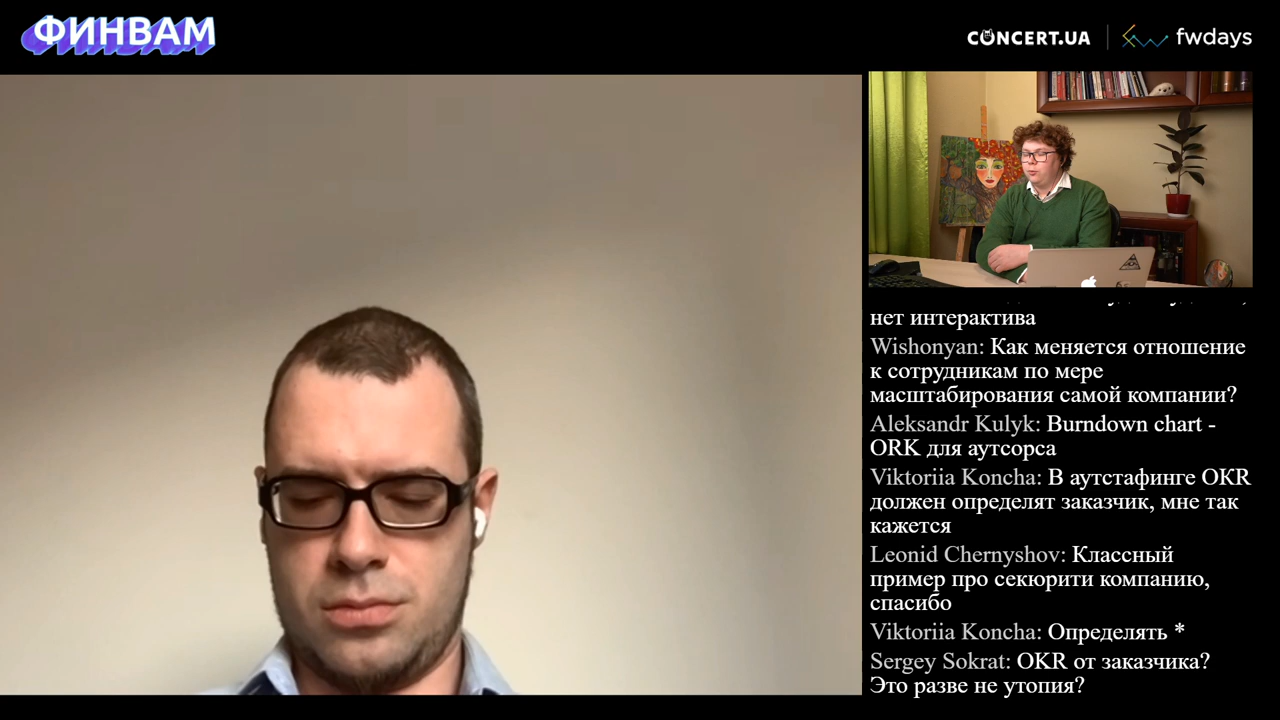 ФИНВАМ
CONCERT.UA
fwdays
нет интерактива
Wishonyan: Как меняется отношение
к сотрудникам по мере
масштабирования самой компании?
Aleksandr Kulyk: Burndown chart -
ORK для аутсорса
Viktoriia Koncha: В аутстафинге OKR
должен определят заказчик, мне так
кажется
Leonid Chernyshov: Классный
пример про секюрити компанию,
спасибо
Viktoriia Koncha: Определять *
Sergey Sokrat: OKR от заказчика?
Это разве не утопия?